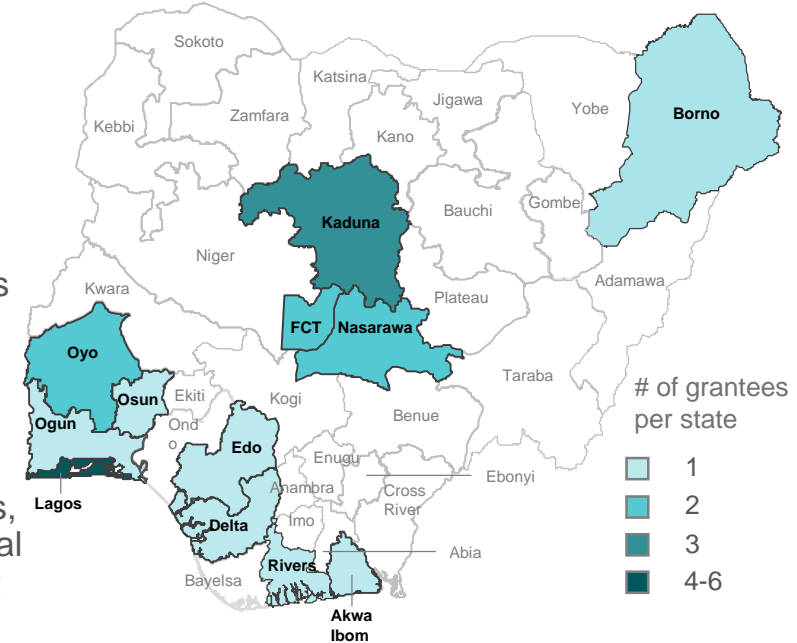 Sokoto
Katsina
Jigawa
Zamfara
Yobe
Borno
Kebbi
Kano
Bauchi
Gombe
Kaduna
Niger
Adamawa
s
Kwara
Plateau
FCT
Nasarawa
Oyo
Taraba
# of grantees
per state
Osun
Ekiti
Kogi
Ogun
Ond
o
Benue
Edo
Enugu
1
Ebonyi
Anambra
Cross
River
Lagos
2
s,
Delta
Imo
al
3
Abia
Rivers
Bayelsa
4-6
Akwa
Ibom